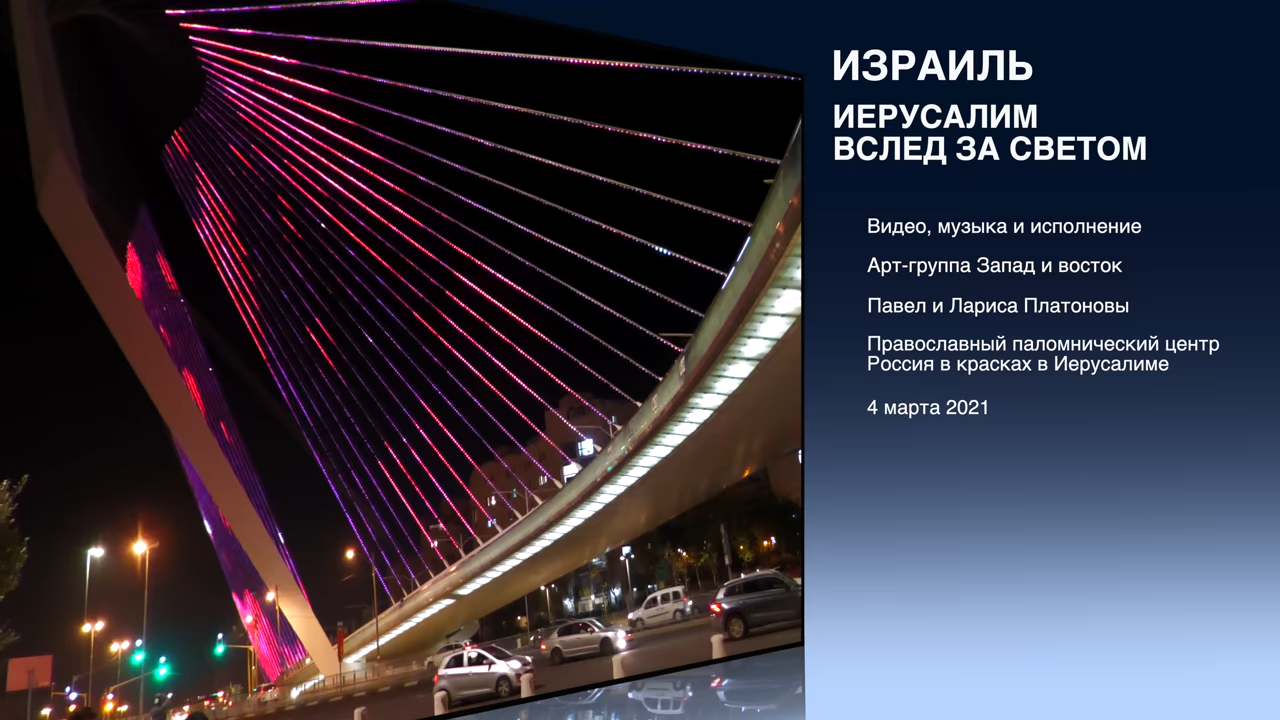 ИЗРАИЛЬ
ИЕРУСАЛИМ
ВСЛЕД ЗА СВЕТОМ
Видео, музыка и исполнение
Арт-группа Запад и восток
Павел и Лариса Платоновы
Православный паломнический центр
Россия в красках в Иерусалиме
4 марта 2021